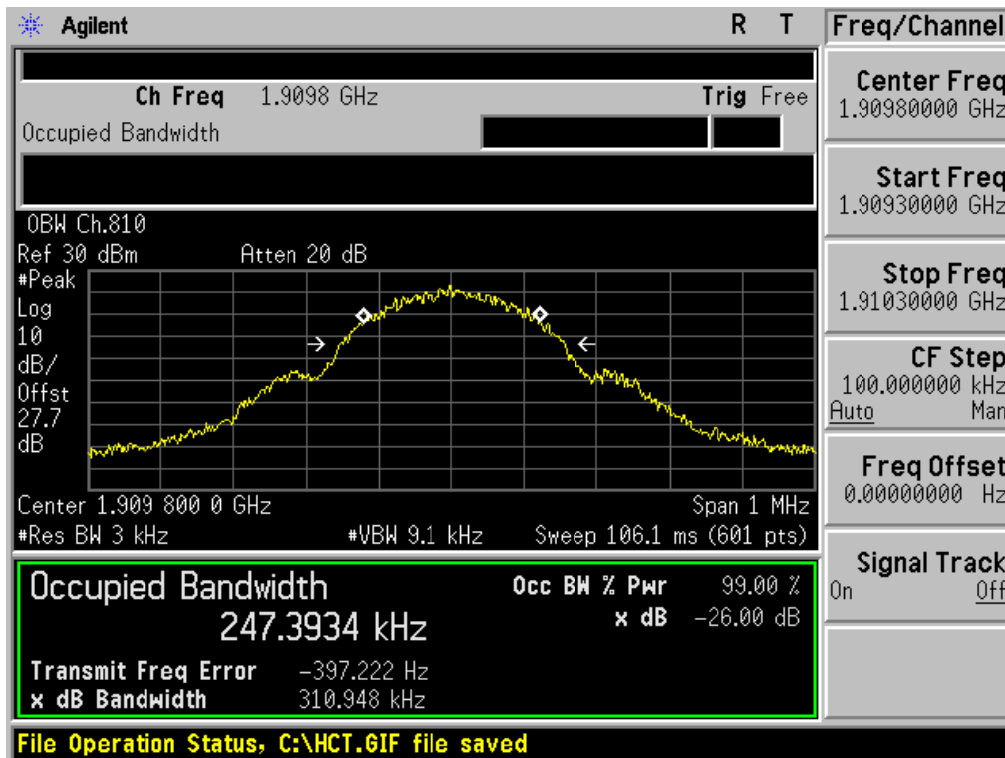 Agilent R T Freq/Channel
Ch Freq 1.9098 GHz Trig Free
Occupied Bandwidth
Center Freq
1.90980000 GHz
Start Freq
1.90930000 GHz
Stop Freq
1.91030000 GHz
CF Step
100.000000 kHz
Auto Man
Freq Offset
0.00000000 Hz
Signal Track
On Off
OBW Ch.810
Ref 30 dBm Atten 20 dB
#Peak
Log
10
dB/
Offst
27.7
dB
Center 1.909 800 0 GHz Span 1 MHz
#Res BW 3 kHz #VBW 9.1 kHz Sweep 106.1 ms (601 pts)
Occupied Bandwidth Occ BW % Pwr 99.00 %
247.3934 kHz x dB -26.00 dB
Transmit Freq Error -397.222 Hz
x dB Bandwidth 310.948 kHz
File Operation Status, C:\HCT.GIF file saved